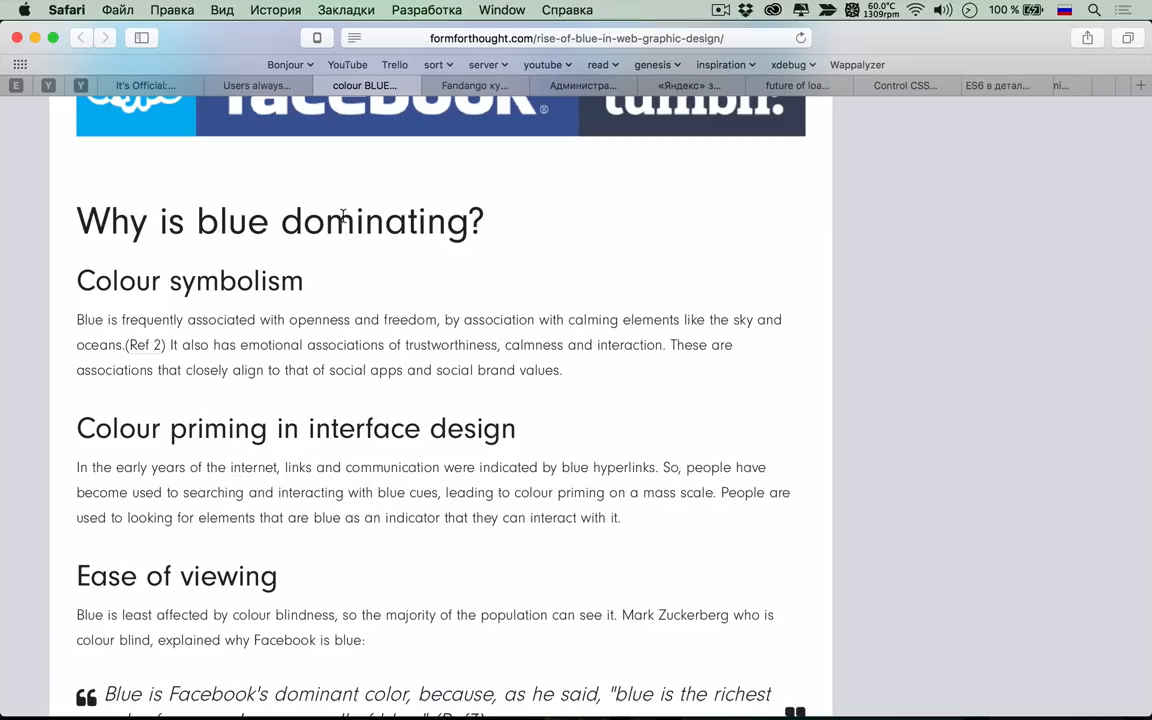 Safari Файл Правка Вид История Закладки Разработка Window Справка 60.0°C 1309rpm 100 %
formforthought.com/rise-of-blue-in-web-graphic-design/
Bonjour YouTube Trello sort server youtube read genesis inspiration xdebug Wappalyzer
E Y Y It's Official:... Users always... colour BLUE... Fandango ку... Администра... «Яндекс» з... future of loa... Control CSS... ES6 в детал... ni...
facebook® tumblr.
Why is blue dominating?
Colour symbolism
Blue is frequently associated with openness and freedom, by association with calming elements like the sky and
oceans.(Ref 2) It also has emotional associations of trustworthiness, calmness and interaction. These are
associations that closely align to that of social apps and social brand values.
Colour priming in interface design
In the early years of the internet, links and communication were indicated by blue hyperlinks. So, people have
become used to searching and interacting with blue cues, leading to colour priming on a mass scale. People are
used to looking for elements that are blue as an indicator that they can interact with it.
Ease of viewing
Blue is least affected by colour blindness, so the majority of the population can see it. Mark Zuckerberg who is
colour blind, explained why Facebook is blue:
Blue is Facebook's dominant color, because, as he said, "blue is the richest